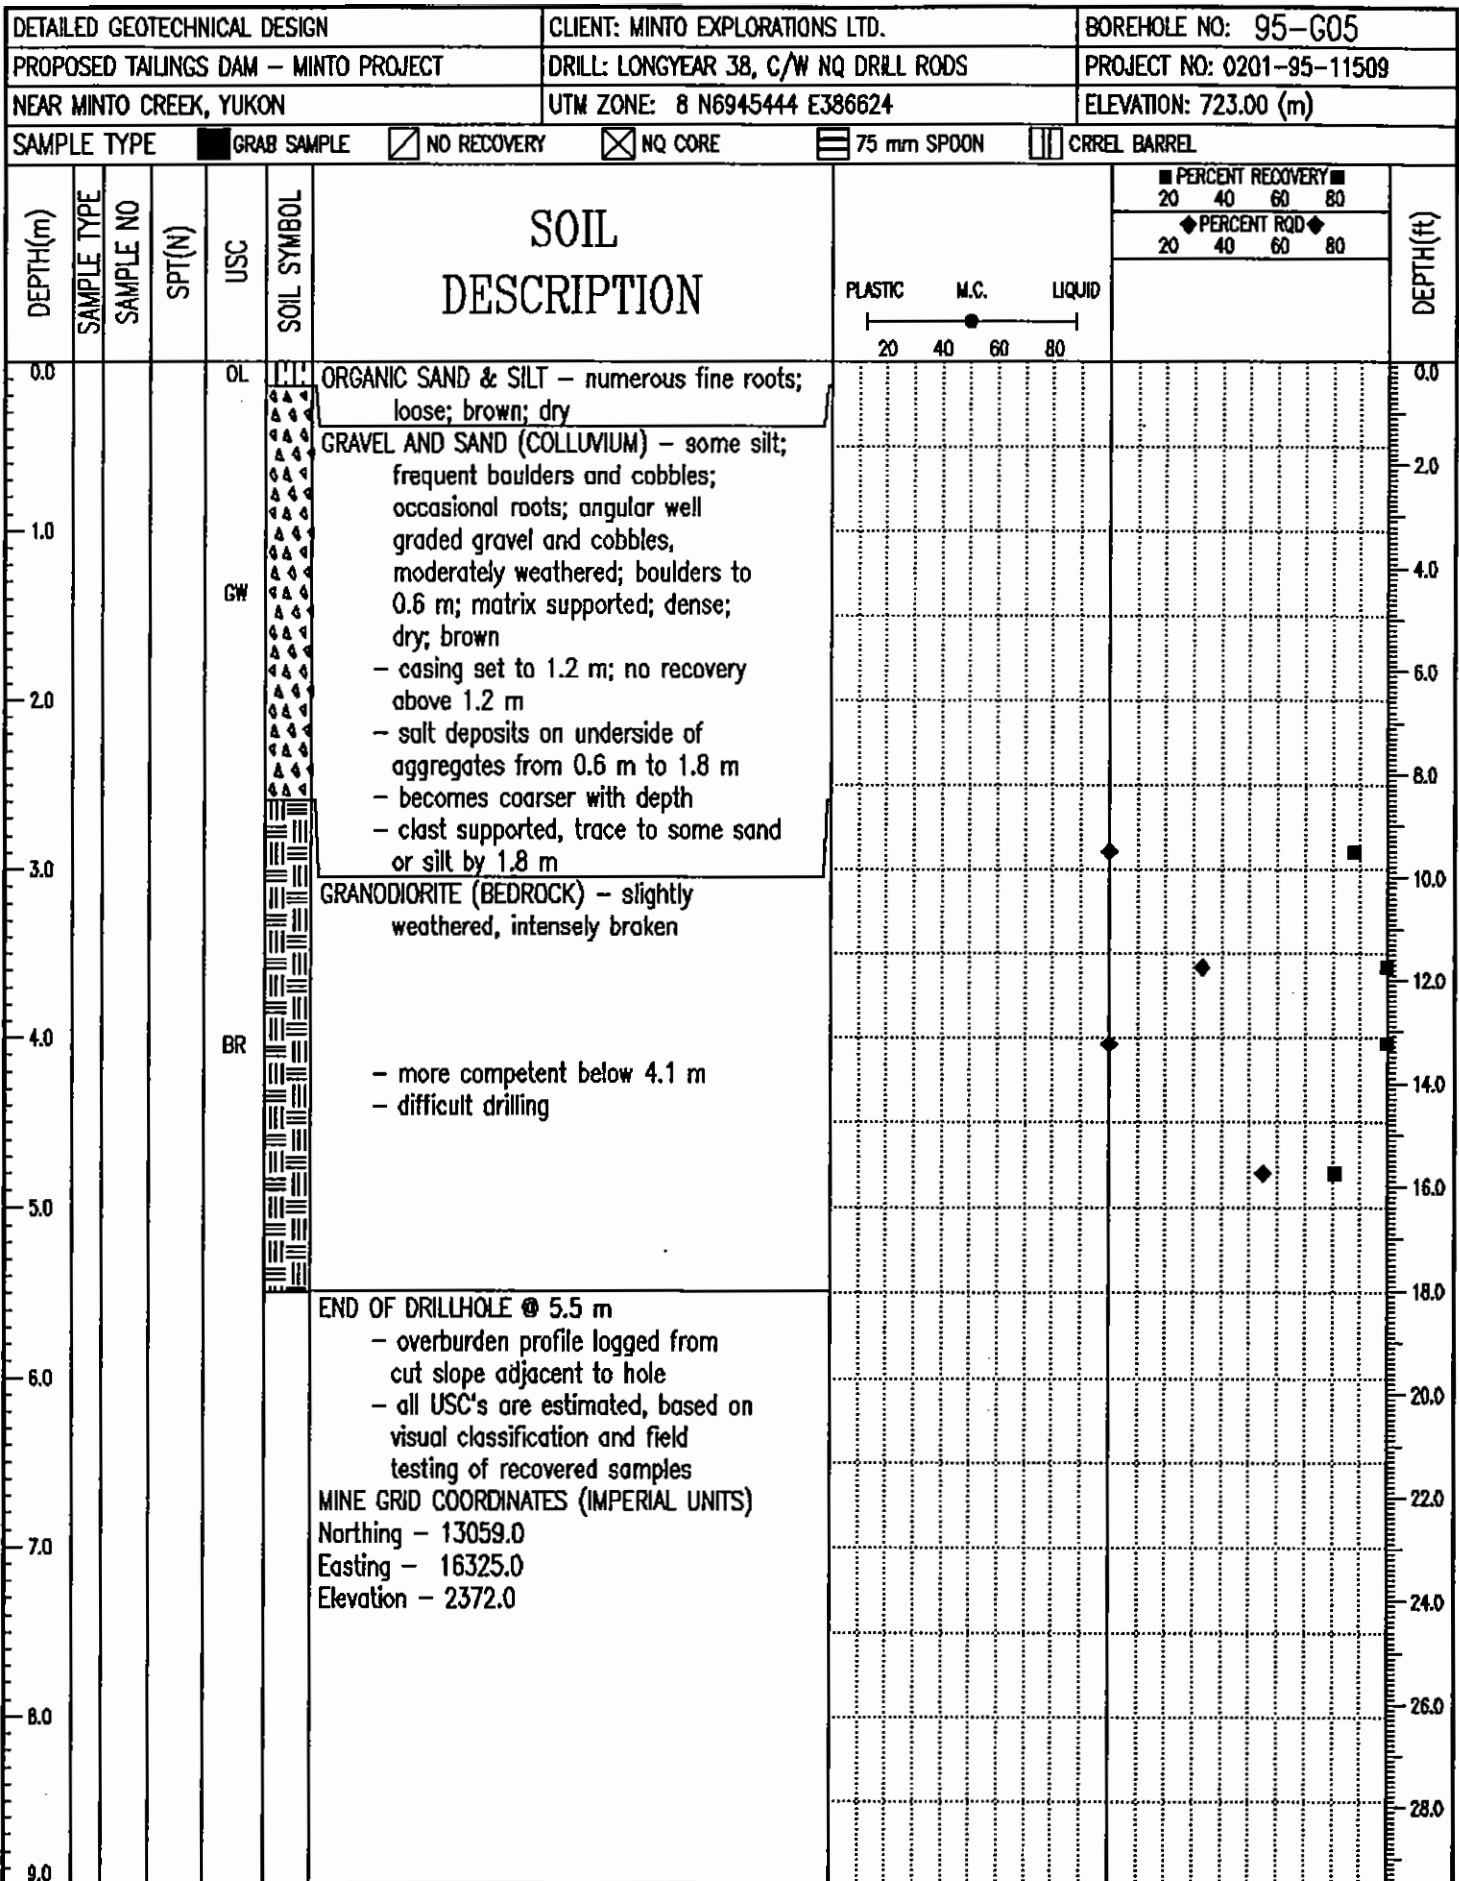 DETAILED GEOTECHNICAL DESIGN
CLIENT: MINTO EXPLORATIONS LTD.
BOREHOLE NO: 95-G05
PROPOSED TAILINGS DAM - MINTO PROJECT
DRILL: LONGYEAR 38, C/W NQ DRILL RODS
PROJECT NO: 0201-95-11509
NEAR MINTO CREEK, YUKON
UTM ZONE: 8 N6945444 E386624
ELEVATION: 723.00 (m)
SAMPLE TYPE
GRAB SAMPLE
NO RECOVERY
NQ CORE
75 mm SPOON
CRREL BARREL
DEPTH(m)
SAMPLE TYPE
SAMPLE NO
SPT(N)
USC
SOIL SYMBOL
SOIL
DESCRIPTION
PLASTIC M.C. LIQUID
20 40 60 80
■ PERCENT RECOVERY ■
20 40 60 80
◆ PERCENT RQD ◆
20 40 60 80
DEPTH(ft)
0.0
1.0
2.0
3.0
4.0
5.0
6.0
7.0
8.0
9.0
OL
GW
BR
ORGANIC SAND & SILT - numerous fine roots;
loose; brown; dry
GRAVEL AND SAND (COLLUVIUM) - some silt;
frequent boulders and cobbles;
occasional roots; angular well
graded gravel and cobbles,
moderately weathered; boulders to
0.6 m; matrix supported; dense;
dry; brown
- casing set to 1.2 m; no recovery
above 1.2 m
- salt deposits on underside of
aggregates from 0.6 m to 1.8 m
- becomes coarser with depth
- clast supported, trace to some sand
or silt by 1.8 m
GRANODIORITE (BEDROCK) - slightly
weathered, intensely broken
- more competent below 4.1 m
- difficult drilling
END OF DRILLHOLE @ 5.5 m
- overburden profile logged from
cut slope adjacent to hole
- all USC's are estimated, based on
visual classification and field
testing of recovered samples
MINE GRID COORDINATES (IMPERIAL UNITS)
Northing - 13059.0
Easting - 16325.0
Elevation - 2372.0
0.0
2.0
4.0
6.0
8.0
10.0
12.0
14.0
16.0
18.0
20.0
22.0
24.0
26.0
28.0